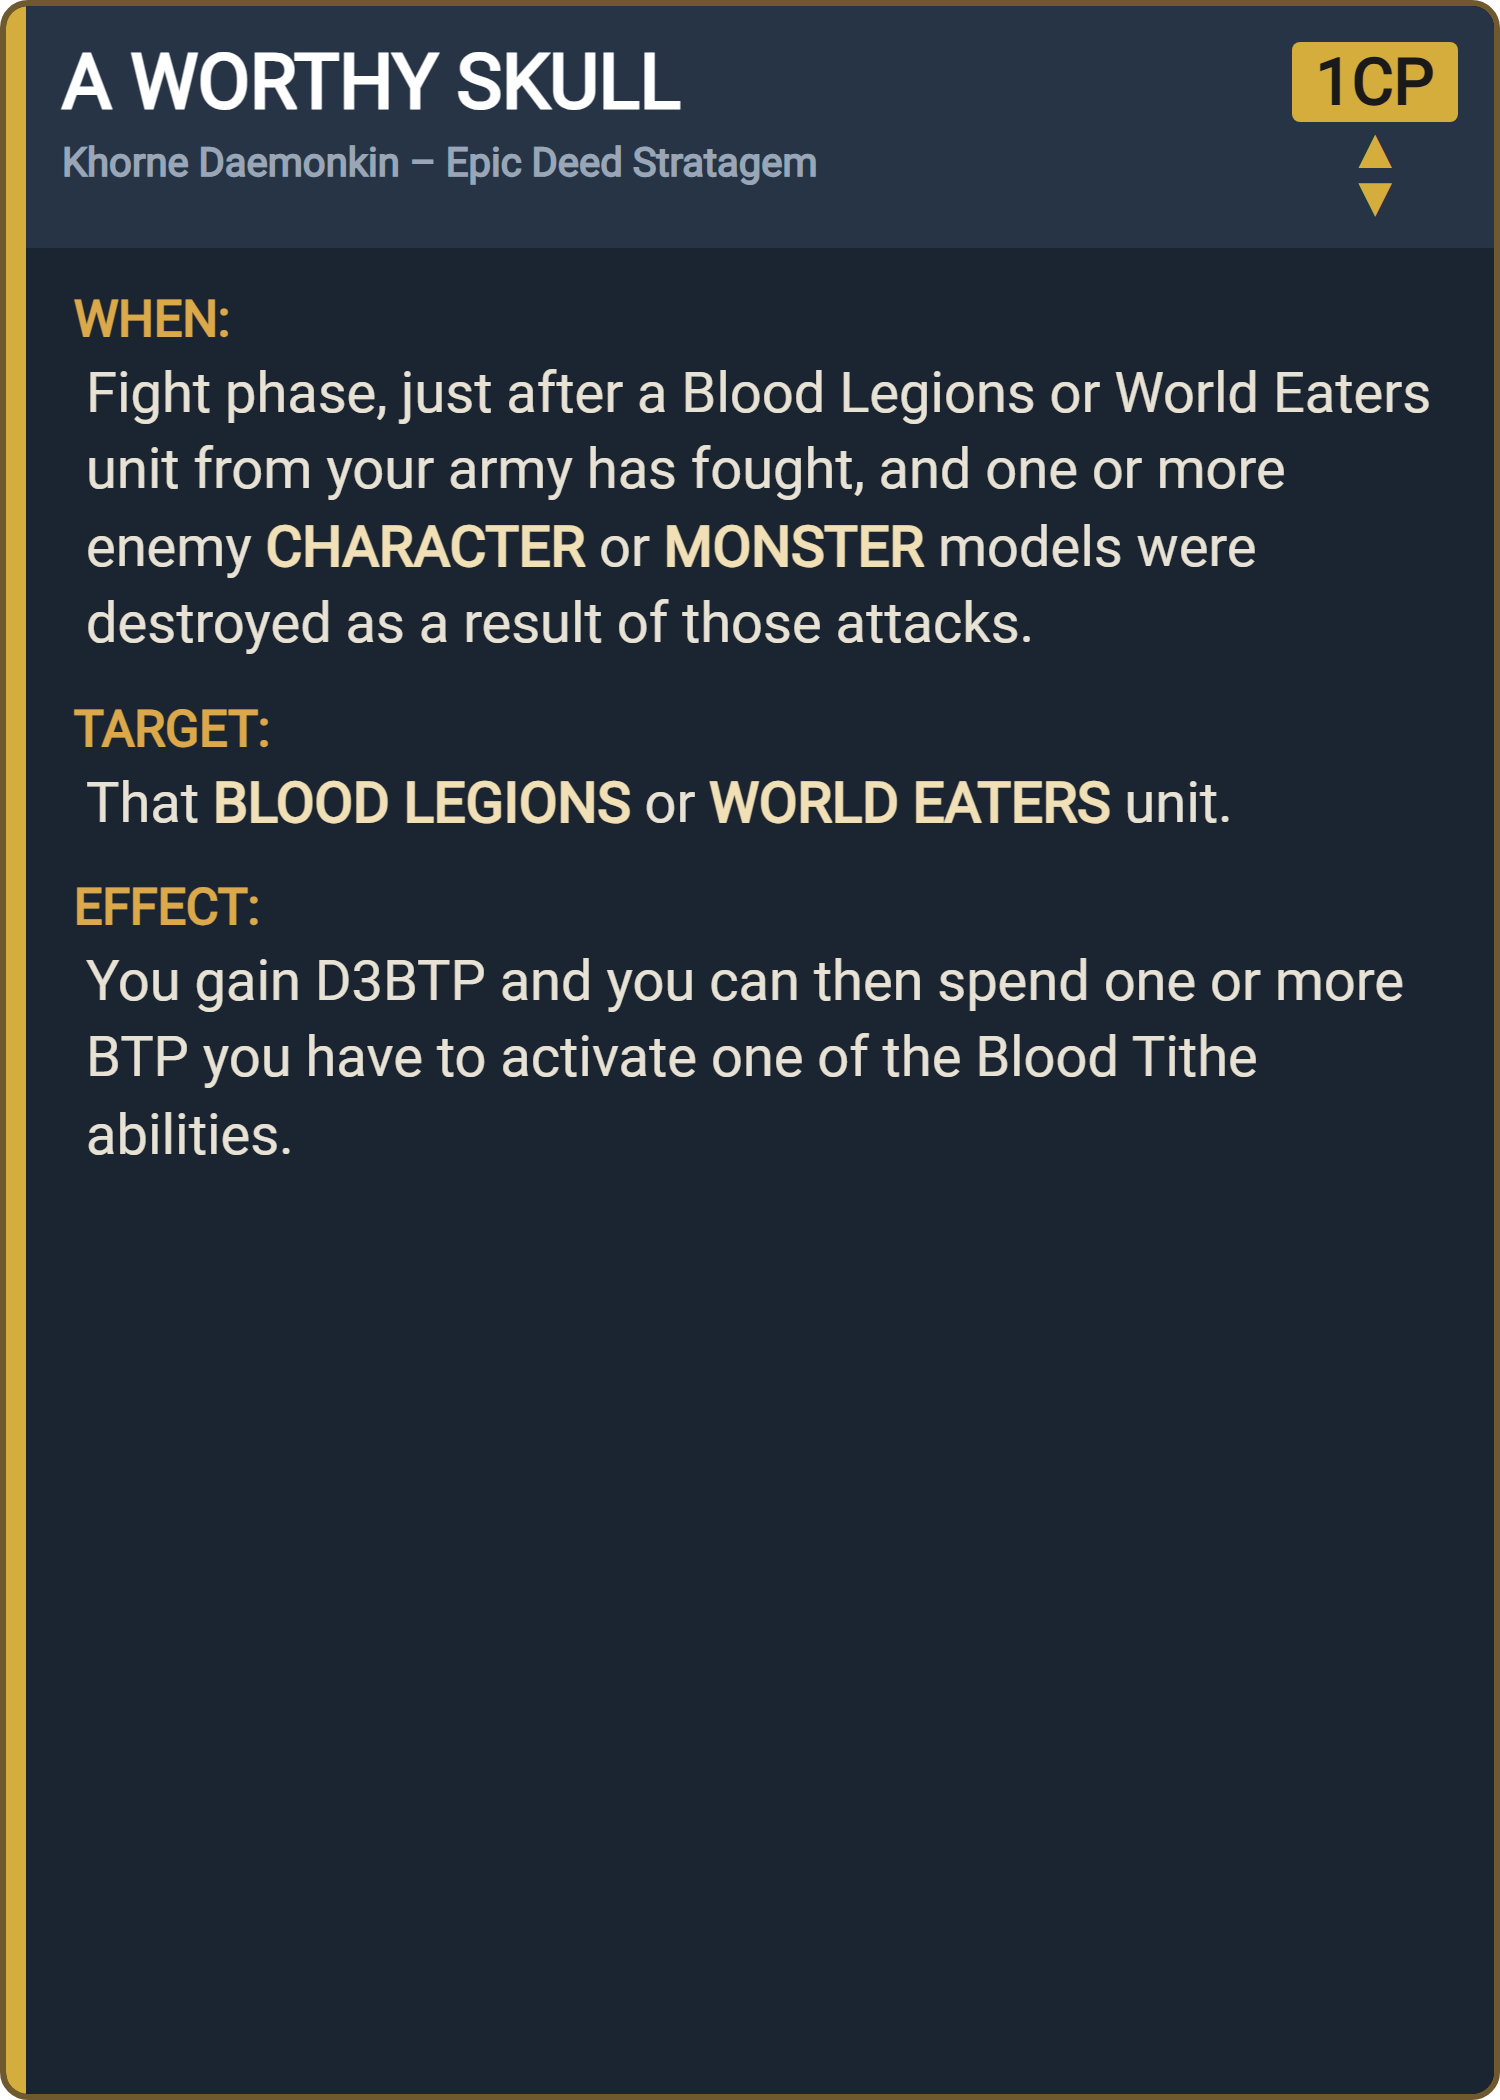 A WORTHY SKULL
1CP
Khorne Daemonkin – Epic Deed Stratagem
▲
▼
WHEN:
Fight phase, just after a Blood Legions or World Eaters
unit from your army has fought, and one or more
enemy CHARACTER or MONSTER models were
destroyed as a result of those attacks.
TARGET:
That BLOOD LEGIONS or WORLD EATERS unit.
EFFECT:
You gain D3BTP and you can then spend one or more
BTP you have to activate one of the Blood Tithe
abilities.